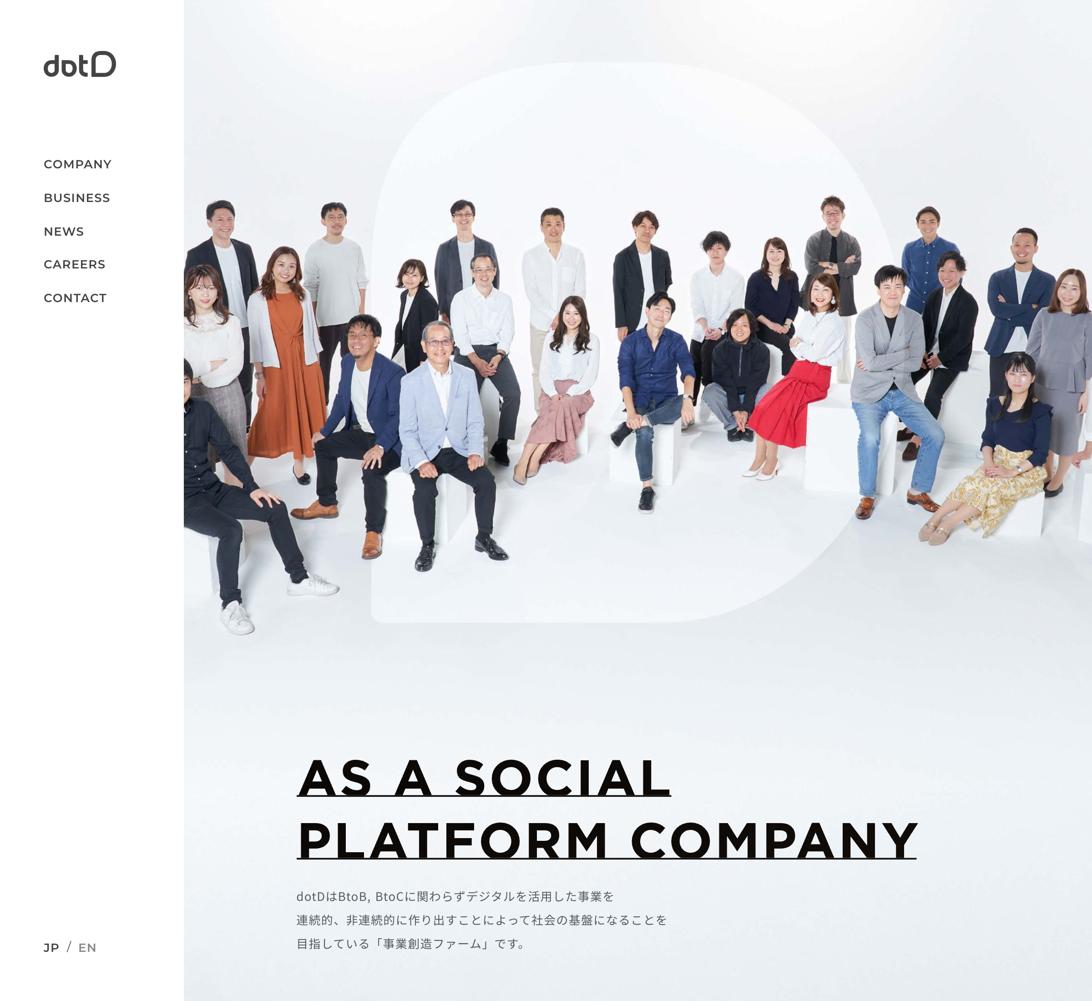 dotD
COMPANY
BUSINESS
NEWS
CAREERS
CONTACT
AS A SOCIAL
PLATFORM COMPANY
dotDはBtoB, BtoCに関わらずデジタルを活用した事業を
連続的、非連続的に作り出すことによって社会の基盤になることを
目指している「事業創造ファーム」です。
JP / EN